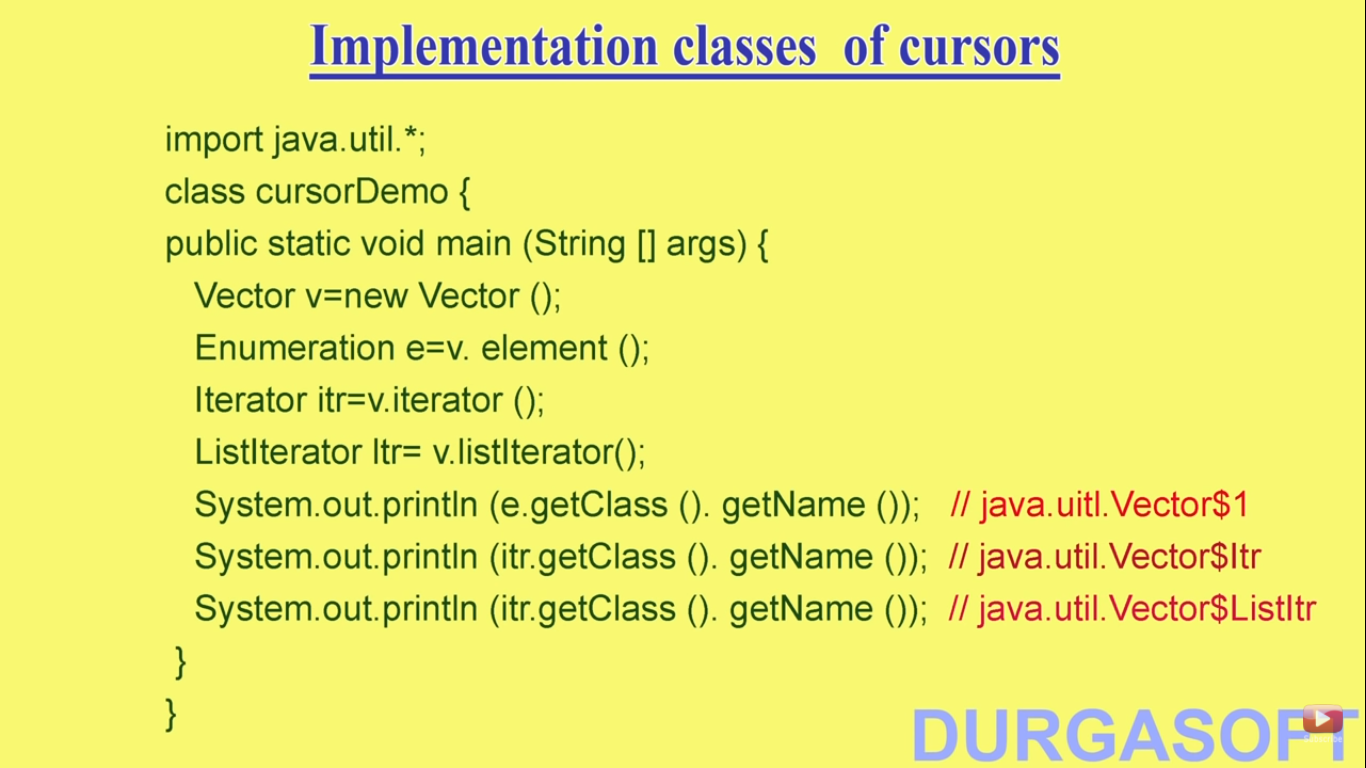 Implementation classes of cursors
import java.util.*;
class cursorDemo {
public static void main (String [] args) {
Vector v=new Vector ();
Enumeration e=v. element ();
Iterator itr=v.iterator ();
ListIterator ltr= v.listIterator();
System.out.println (e.getClass (). getName ()); // java.uitl.Vector$1
System.out.println (itr.getClass (). getName ()); // java.util.Vector$Itr
System.out.println (itr.getClass (). getName ()); // java.util.Vector$ListItr
}
}
DURGASOFT
Subscribe